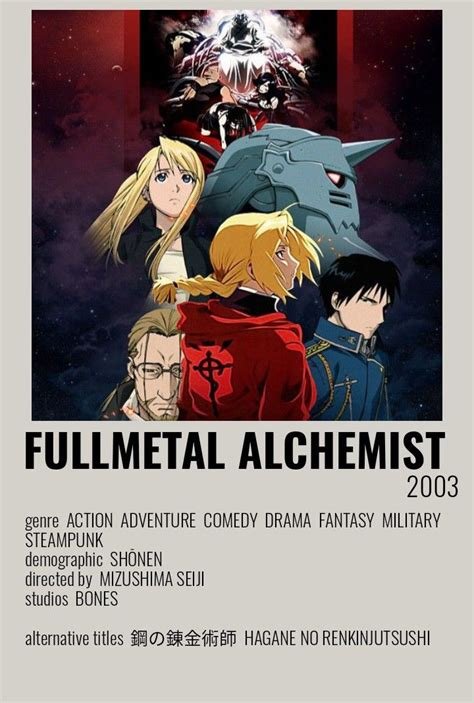 FULLMETAL ALCHEMIST
2003
genre ACTION ADVENTURE COMEDY DRAMA FANTASY MILITARY
STEAMPUNK
demographic SHŌNEN
directed by MIZUSHIMA SEIJI
studios BONES
alternative titles 鋼の錬金術師 HAGANE NO RENKINJUTSUSHI